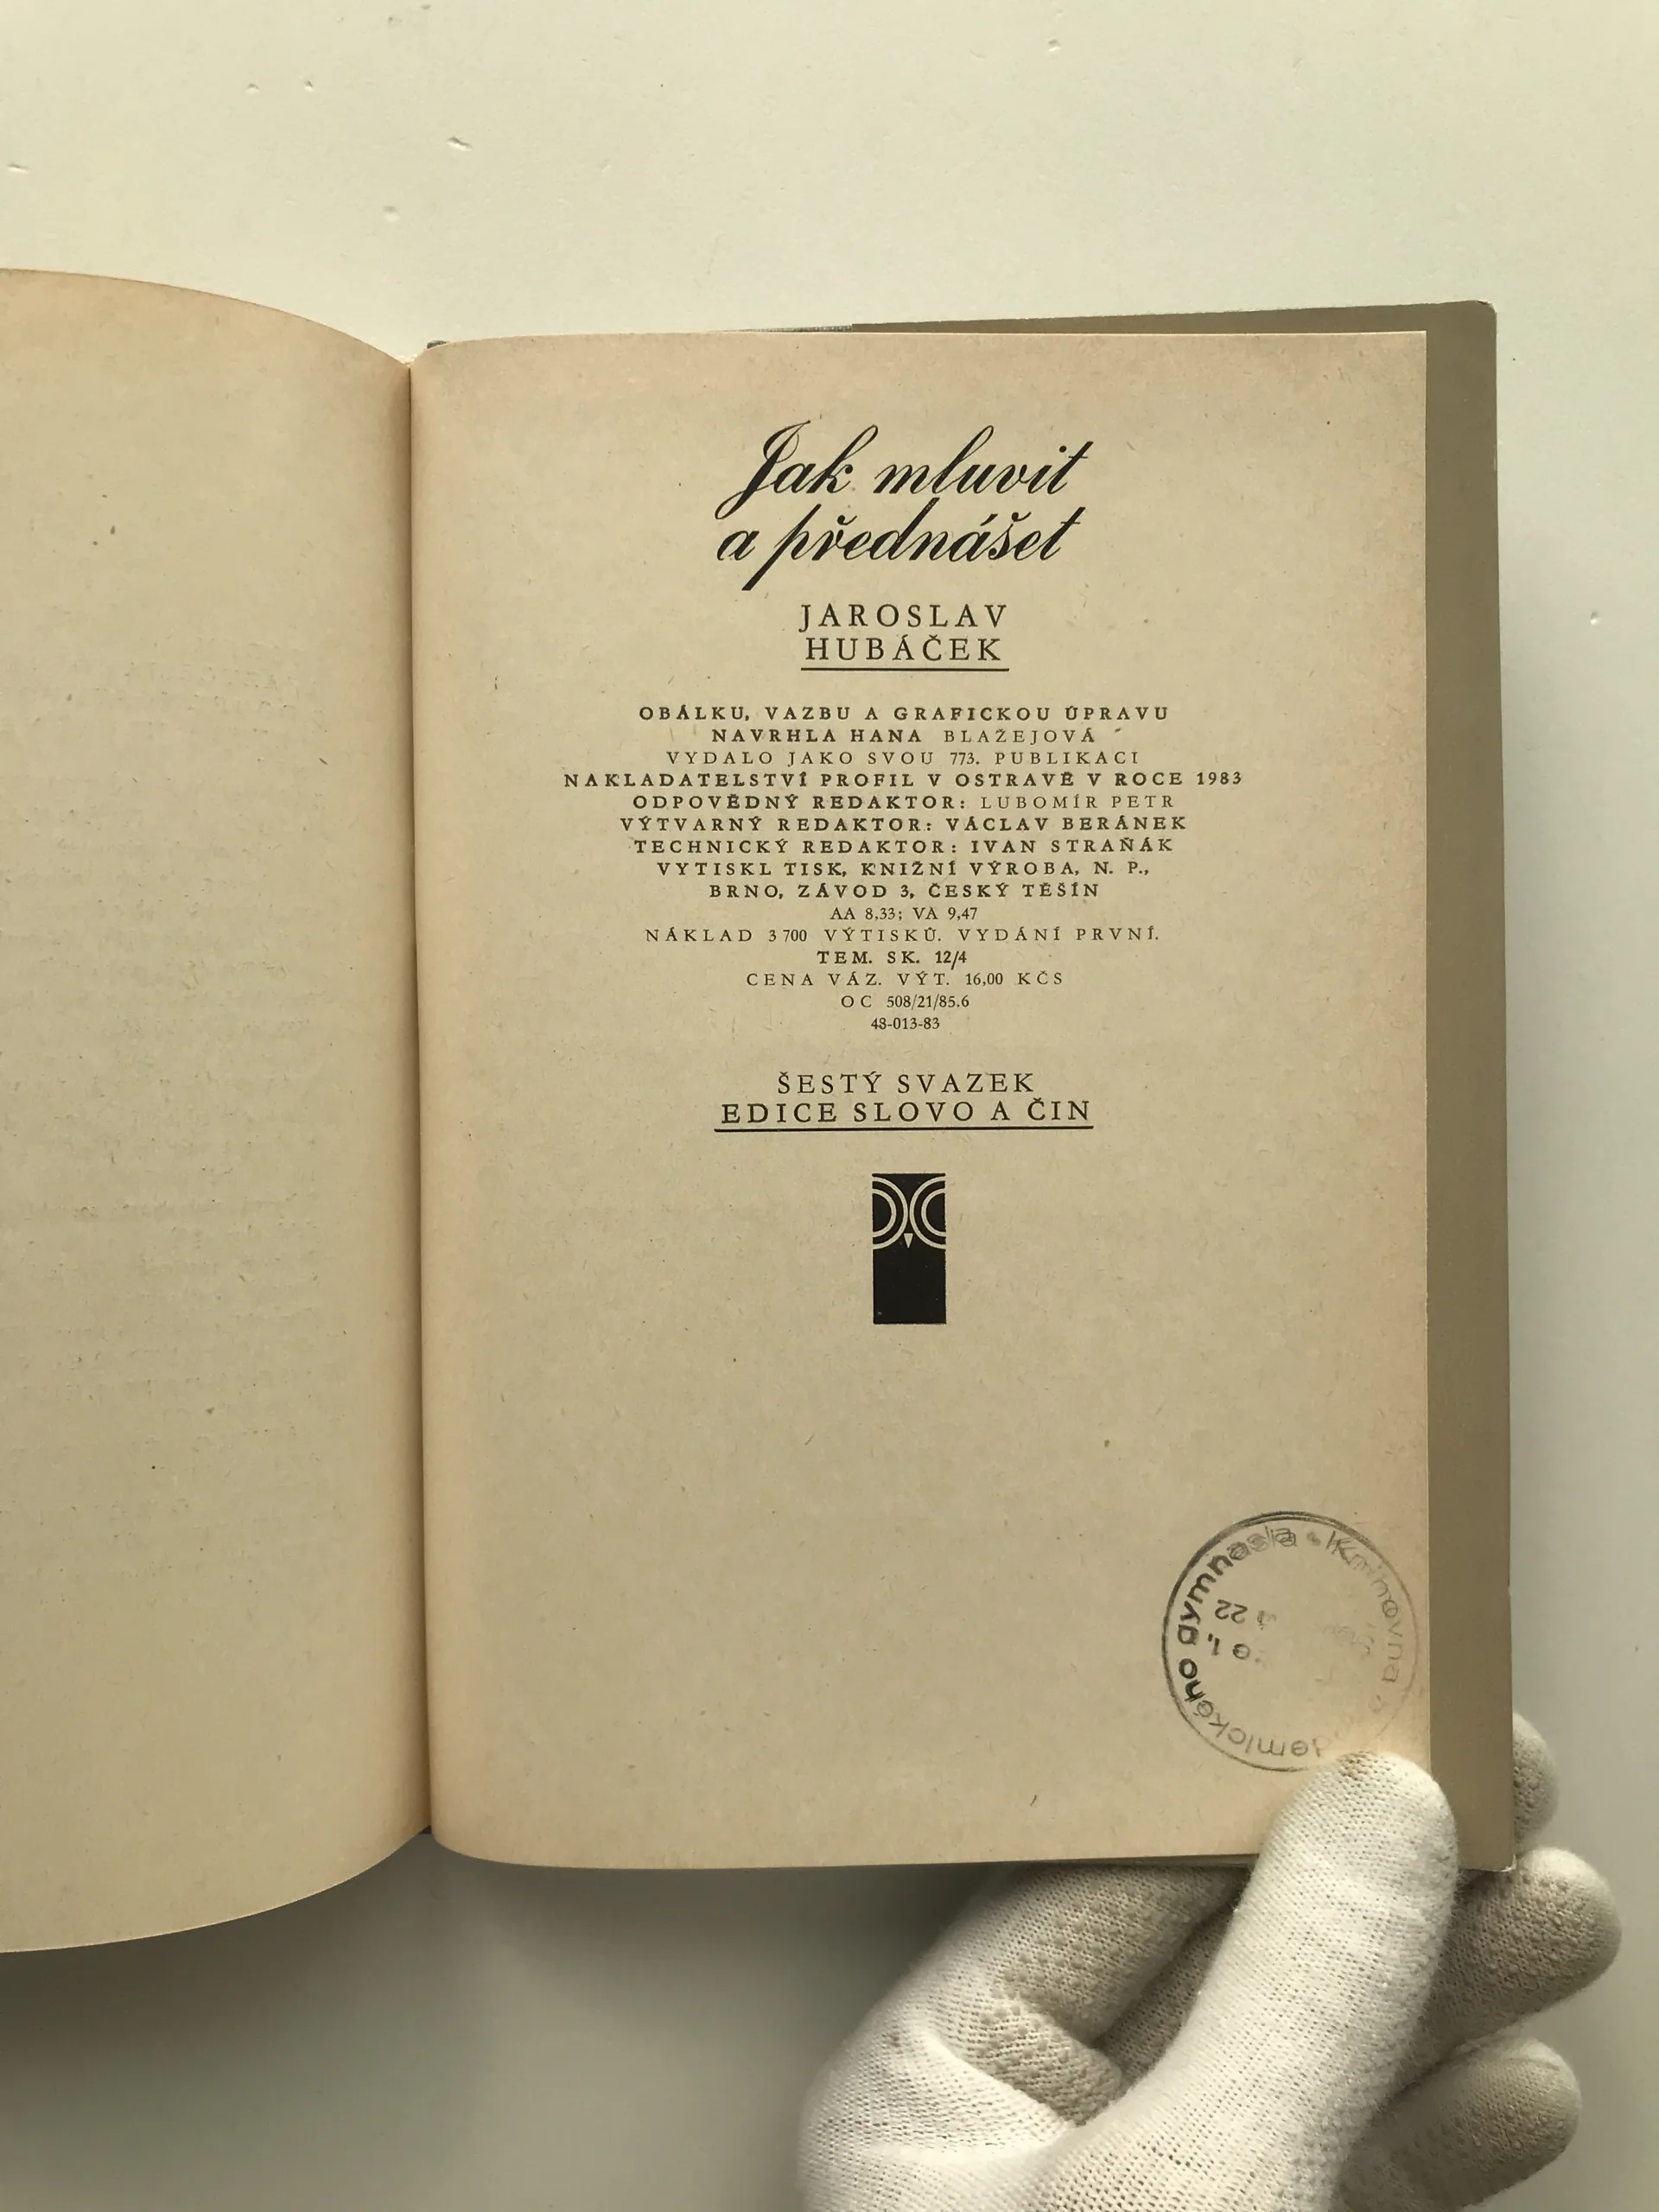 Jak mluvit
a přednášet
JAROSLAV
HUBÁČEK
OBÁLKU, VAZBU A GRAFICKOU ÚPRAVU
NAVRHLA HANA BLAŽEJOVÁ
VYDALO JAKO SVOU 773. PUBLIKACI
NAKLADATELSTVÍ PROFIL V OSTRAVĚ V ROCE 1983
ODPOVĚDNÝ REDAKTOR: LUBOMÍR PETR
VÝTVARNÝ REDAKTOR: VÁCLAV BERÁNEK
TECHNICKÝ REDAKTOR: IVAN STRAŇÁK
VYTISKL TISK, KNIŽNÍ VÝROBA, N. P.,
BRNO, ZÁVOD 3, ČESKÝ TĚŠÍN
AA 8,33; VA 9,47
NÁKLAD 3 700 VÝTISKŮ. VYDÁNÍ PRVNÍ.
TEM. SK. 12/4
CENA VÁZ. VÝT. 16,00 KČS
OC 508/21/85.6
48-013-83
ŠESTÝ SVAZEK
EDICE SLOVO A ČIN
gymnasia • Knihovna
22